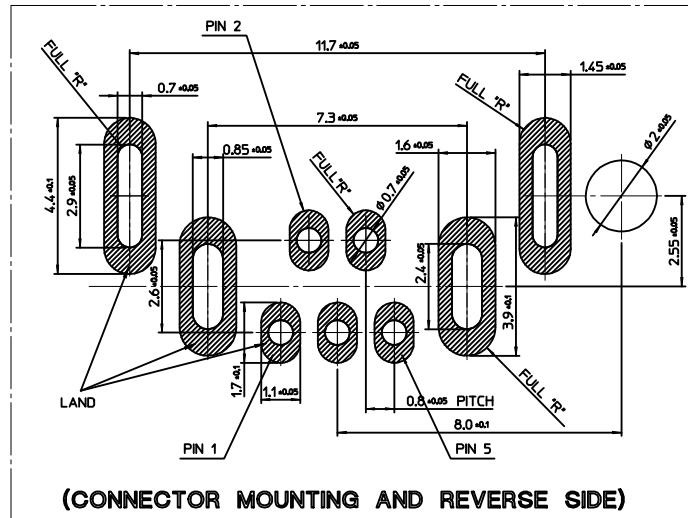 PIN 2
11.7 ±0.05
FULL "R"
0.7 ±0.05
FULL "R"
1.45 ±0.05
7.3 ±0.05
0.85 ±0.05
FULL "R"
Φ0.7 ±0.05
1.6 ±0.05
Φ2 ±0.05
4.4 ±0.1
2.9 ±0.05
2.6 ±0.05
2.4 ±0.05
3.9 ±0.1
2.55 ±0.05
1.7 ±0.1
1.1 ±0.05
LAND
0.8 ±0.05 PITCH
FULL "R"
8.0 ±0.1
PIN 1
PIN 5
(CONNECTOR MOUNTING AND REVERSE SIDE)